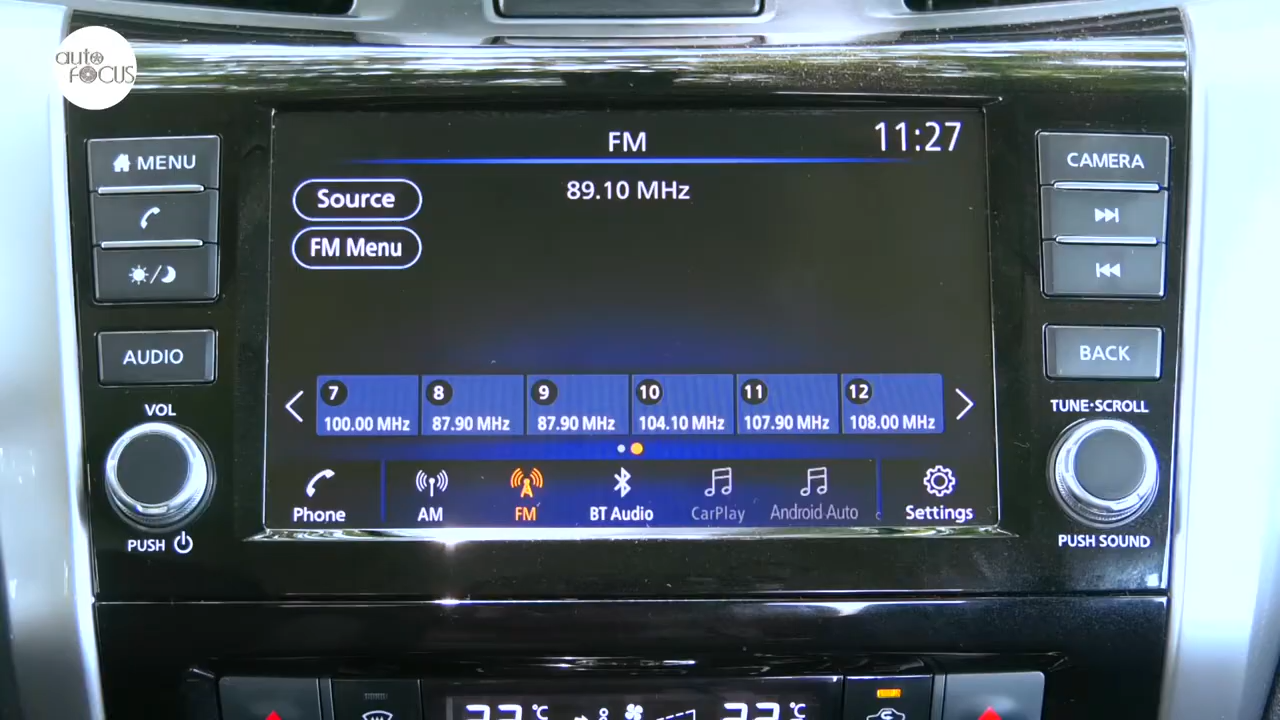 auto
FOCUS
FM
11:27
89.10 MHz
Source
FM Menu
MENU
AUDIO
VOL
PUSH
CAMERA
BACK
TUNE·SCROLL
PUSH SOUND
7
100.00 MHz
8
87.90 MHz
9
87.90 MHz
10
104.10 MHz
11
107.90 MHz
12
108.00 MHz
Phone
AM
FM
BT Audio
CarPlay
Android Auto
Settings
°C
°C